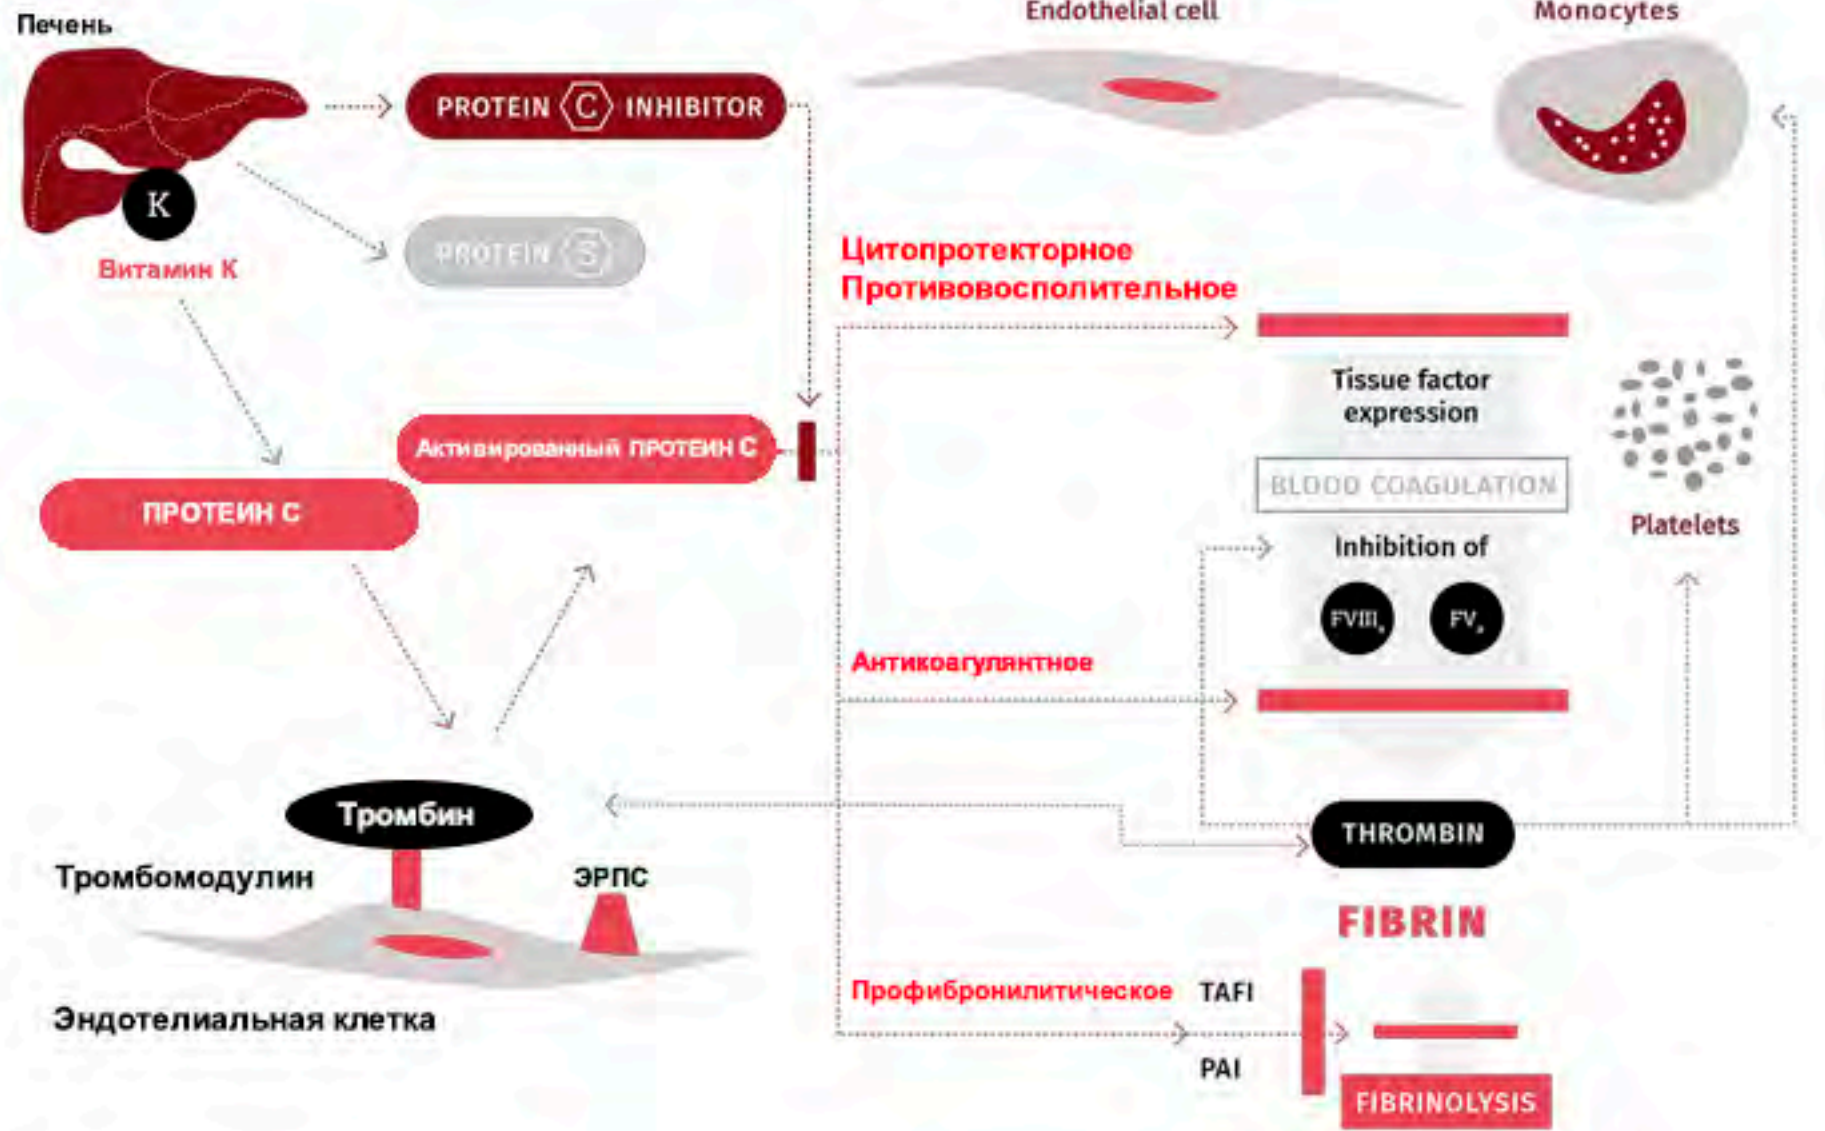 Печень
Endothelial cell
Monocytes
PROTEIN C INHIBITOR
K
PROTEIN S
Витамин К
Цитопротекторное
Противовосполительное
Tissue factor
expression
Активированный ПРОТЕИН С
BLOOD COAGULATION
ПРОТЕИН С
Platelets
Inhibition of
FVIIIa
FVa
Антикоагулянтное
Тромбин
THROMBIN
Тромбомодулин
ЭРПС
FIBRIN
Профибронилитическое
TAFI
Эндотелиальная клетка
PAI
FIBRINOLYSIS